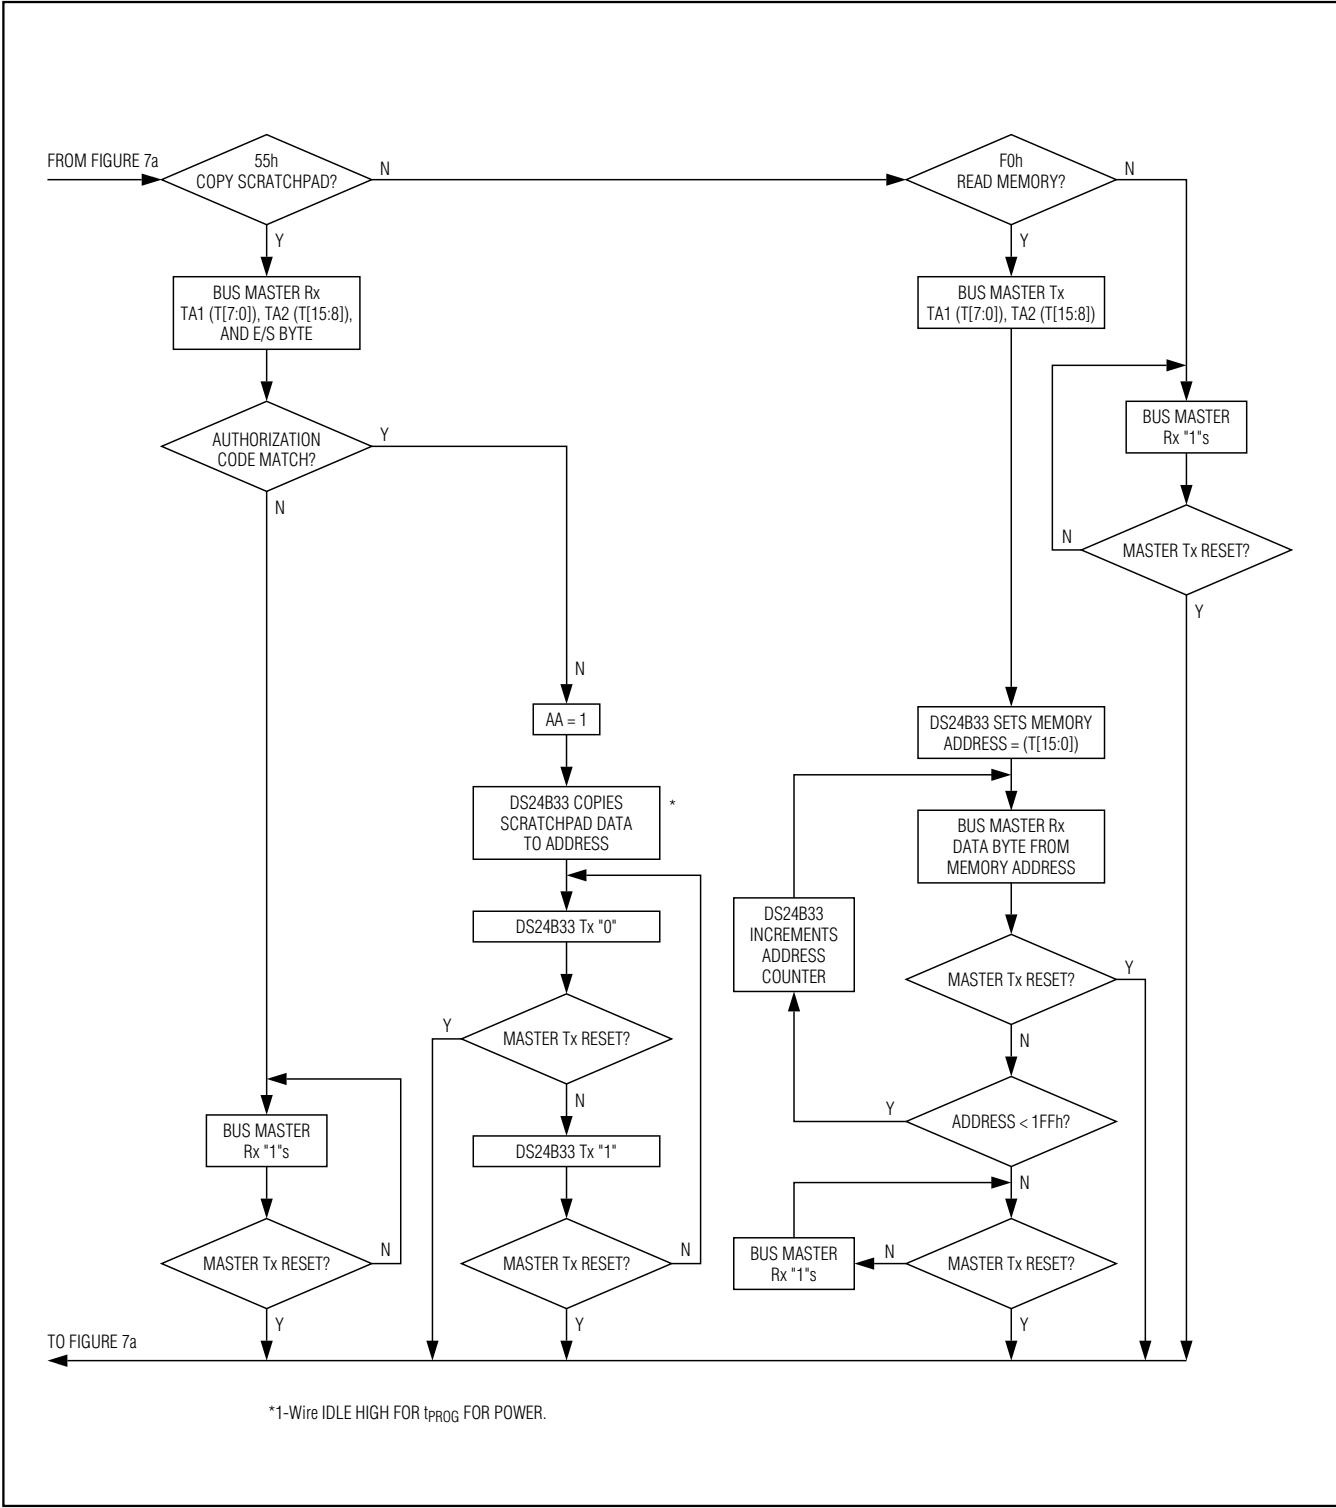 FROM FIGURE 7a
55h
COPY SCRATCHPAD?
N
Y
F0h
READ MEMORY?
N
Y
BUS MASTER Rx
TA1 (T[7:0]), TA2 (T[15:8]),
AND E/S BYTE
BUS MASTER Tx
TA1 (T[7:0]), TA2 (T[15:8])
AUTHORIZATION
CODE MATCH?
Y
N
BUS MASTER
Rx "1"s
MASTER Tx RESET?
N
Y
N
AA = 1
DS24B33 COPIES
SCRATCHPAD DATA
TO ADDRESS
*
DS24B33 SETS MEMORY
ADDRESS = (T[15:0])
BUS MASTER Rx
DATA BYTE FROM
MEMORY ADDRESS
DS24B33
INCREMENTS
ADDRESS
COUNTER
DS24B33 Tx "0"
MASTER Tx RESET?
Y
N
MASTER Tx RESET?
Y
N
ADDRESS < 1FFh?
Y
N
BUS MASTER
Rx "1"s
DS24B33 Tx "1"
MASTER Tx RESET?
N
Y
MASTER Tx RESET?
N
Y
BUS MASTER
Rx "1"s
MASTER Tx RESET?
N
Y
TO FIGURE 7a
*1-Wire IDLE HIGH FOR tPROG FOR POWER.